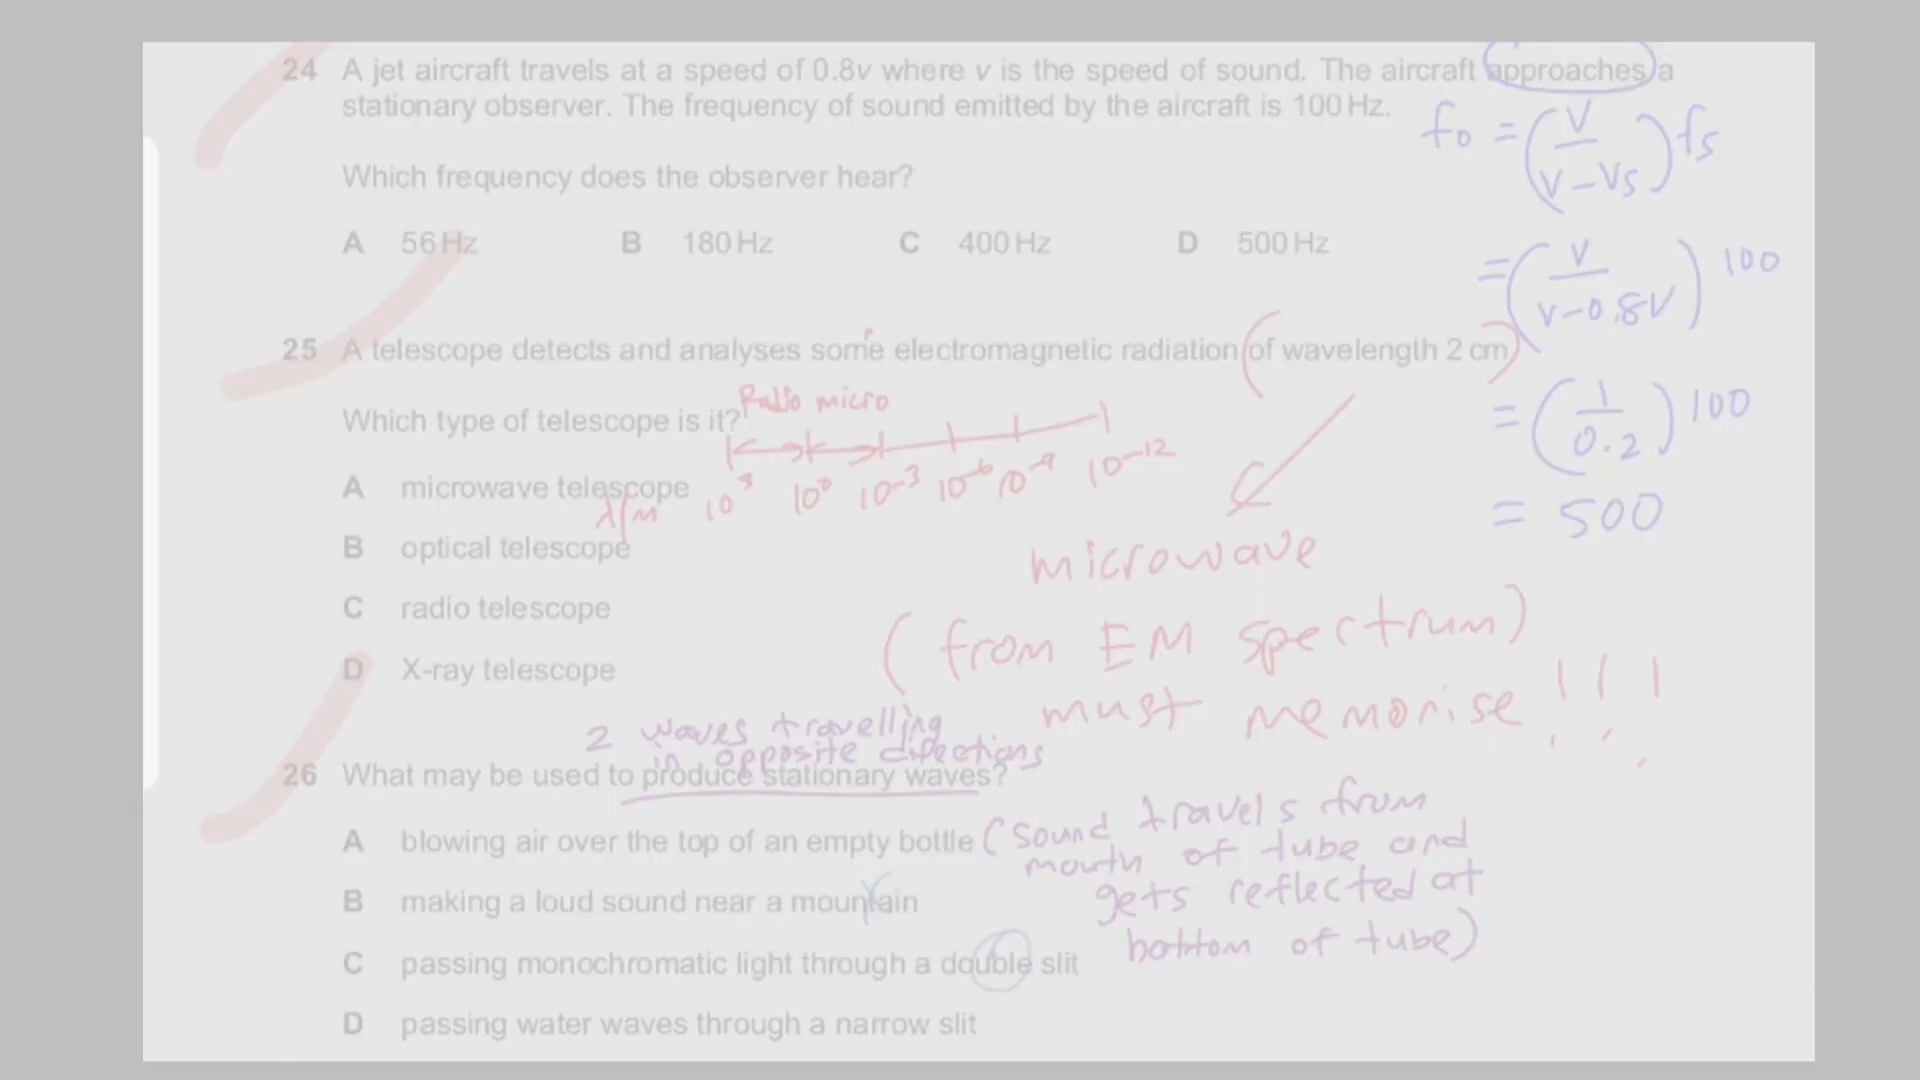 24 A jet aircraft travels at a speed of 0.8v where v is the speed of sound. The aircraft approaches a
stationary observer. The frequency of sound emitted by the aircraft is 100 Hz.
Which frequency does the observer hear?
A 56 Hz B 180 Hz C 400 Hz D 500 Hz
fo = (v / v – vs) fs
= (v / v – 0.8v) 100
= (1 / 0.2) 100
= 500
25 A telescope detects and analyses some electromagnetic radiation of wavelength 2 cm
Which type of telescope is it?
Radio micro
λ/m 10³ 10⁰ 10⁻³ 10⁻⁶ 10⁻⁹ 10⁻¹²
A microwave telescope
B optical telescope
C radio telescope
D X-ray telescope
microwave
(from EM spectrum)
must memorise !!!
2 waves travelling
in opposite directions
26 What may be used to produce stationary waves?
A blowing air over the top of an empty bottle
B making a loud sound near a mountain
C passing monochromatic light through a double slit
D passing water waves through a narrow slit
(sound travels from
mouth of tube and
gets reflected at
bottom of tube)